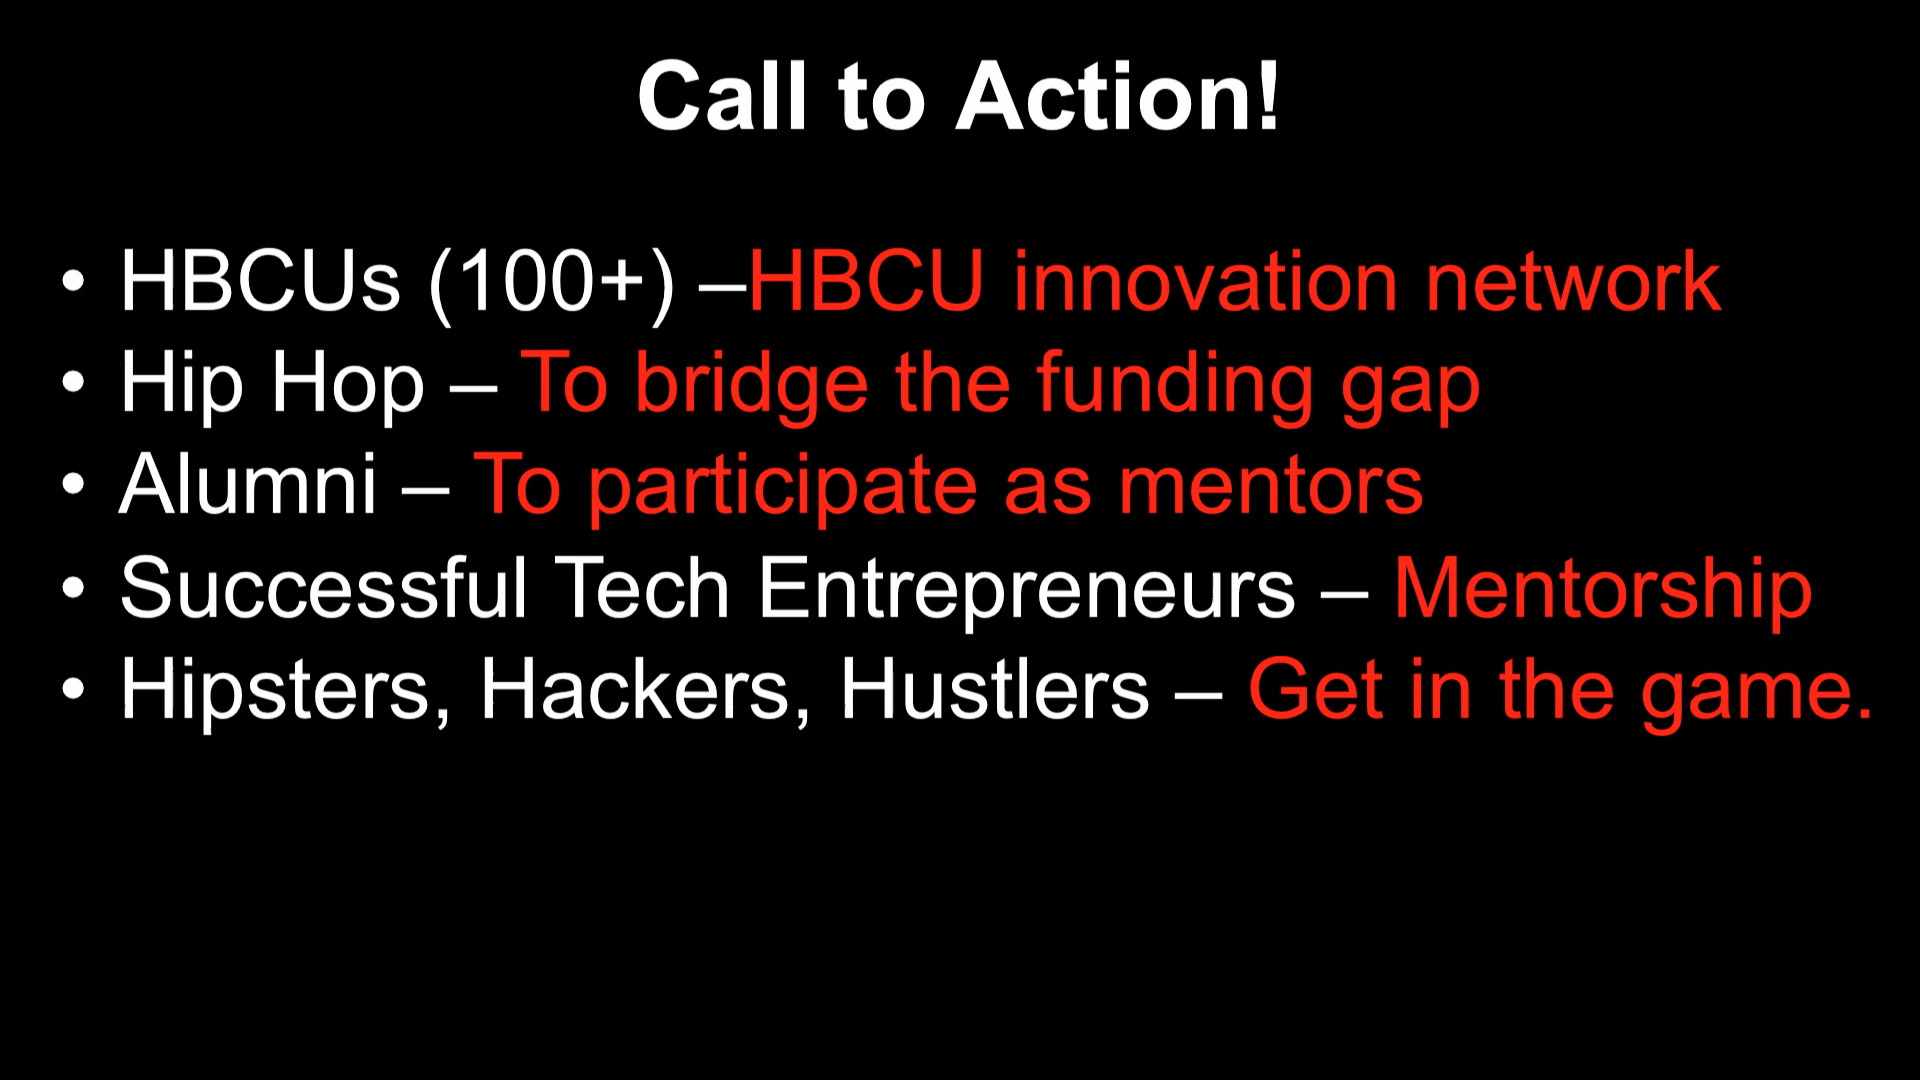 Call to Action!
• HBCUs (100+) –HBCU innovation network
• Hip Hop – To bridge the funding gap
• Alumni – To participate as mentors
• Successful Tech Entrepreneurs – Mentorship
• Hipsters, Hackers, Hustlers – Get in the game.